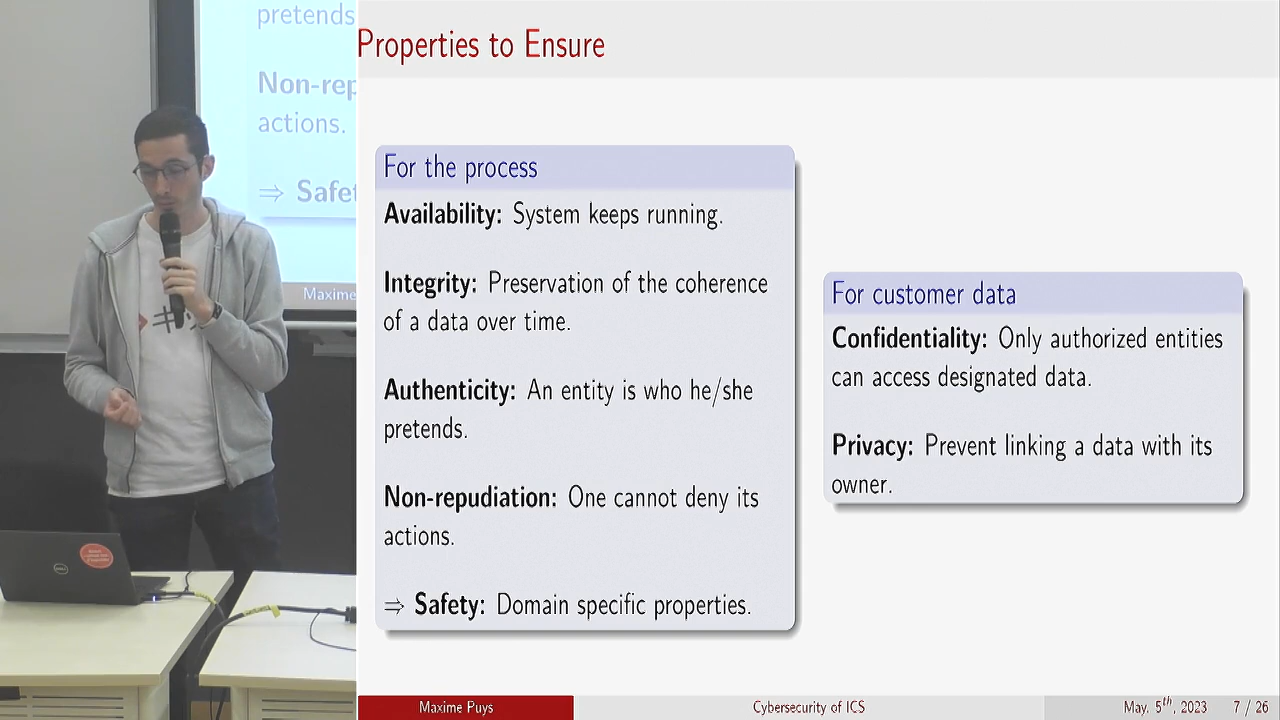 pretends
Non-rep
actions.
⇒ Safet
Maxime
Properties to Ensure
For the process
Availability: System keeps running.
Integrity: Preservation of the coherence
of a data over time.
Authenticity: An entity is who he/she
pretends.
Non-repudiation: One cannot deny its
actions.
⇒ Safety: Domain specific properties.
For customer data
Confidentiality: Only authorized entities
can access designated data.
Privacy: Prevent linking a data with its
owner.
Maxime Puys
Cybersecurity of ICS
May. 5th, 2023
7 / 26
DELL